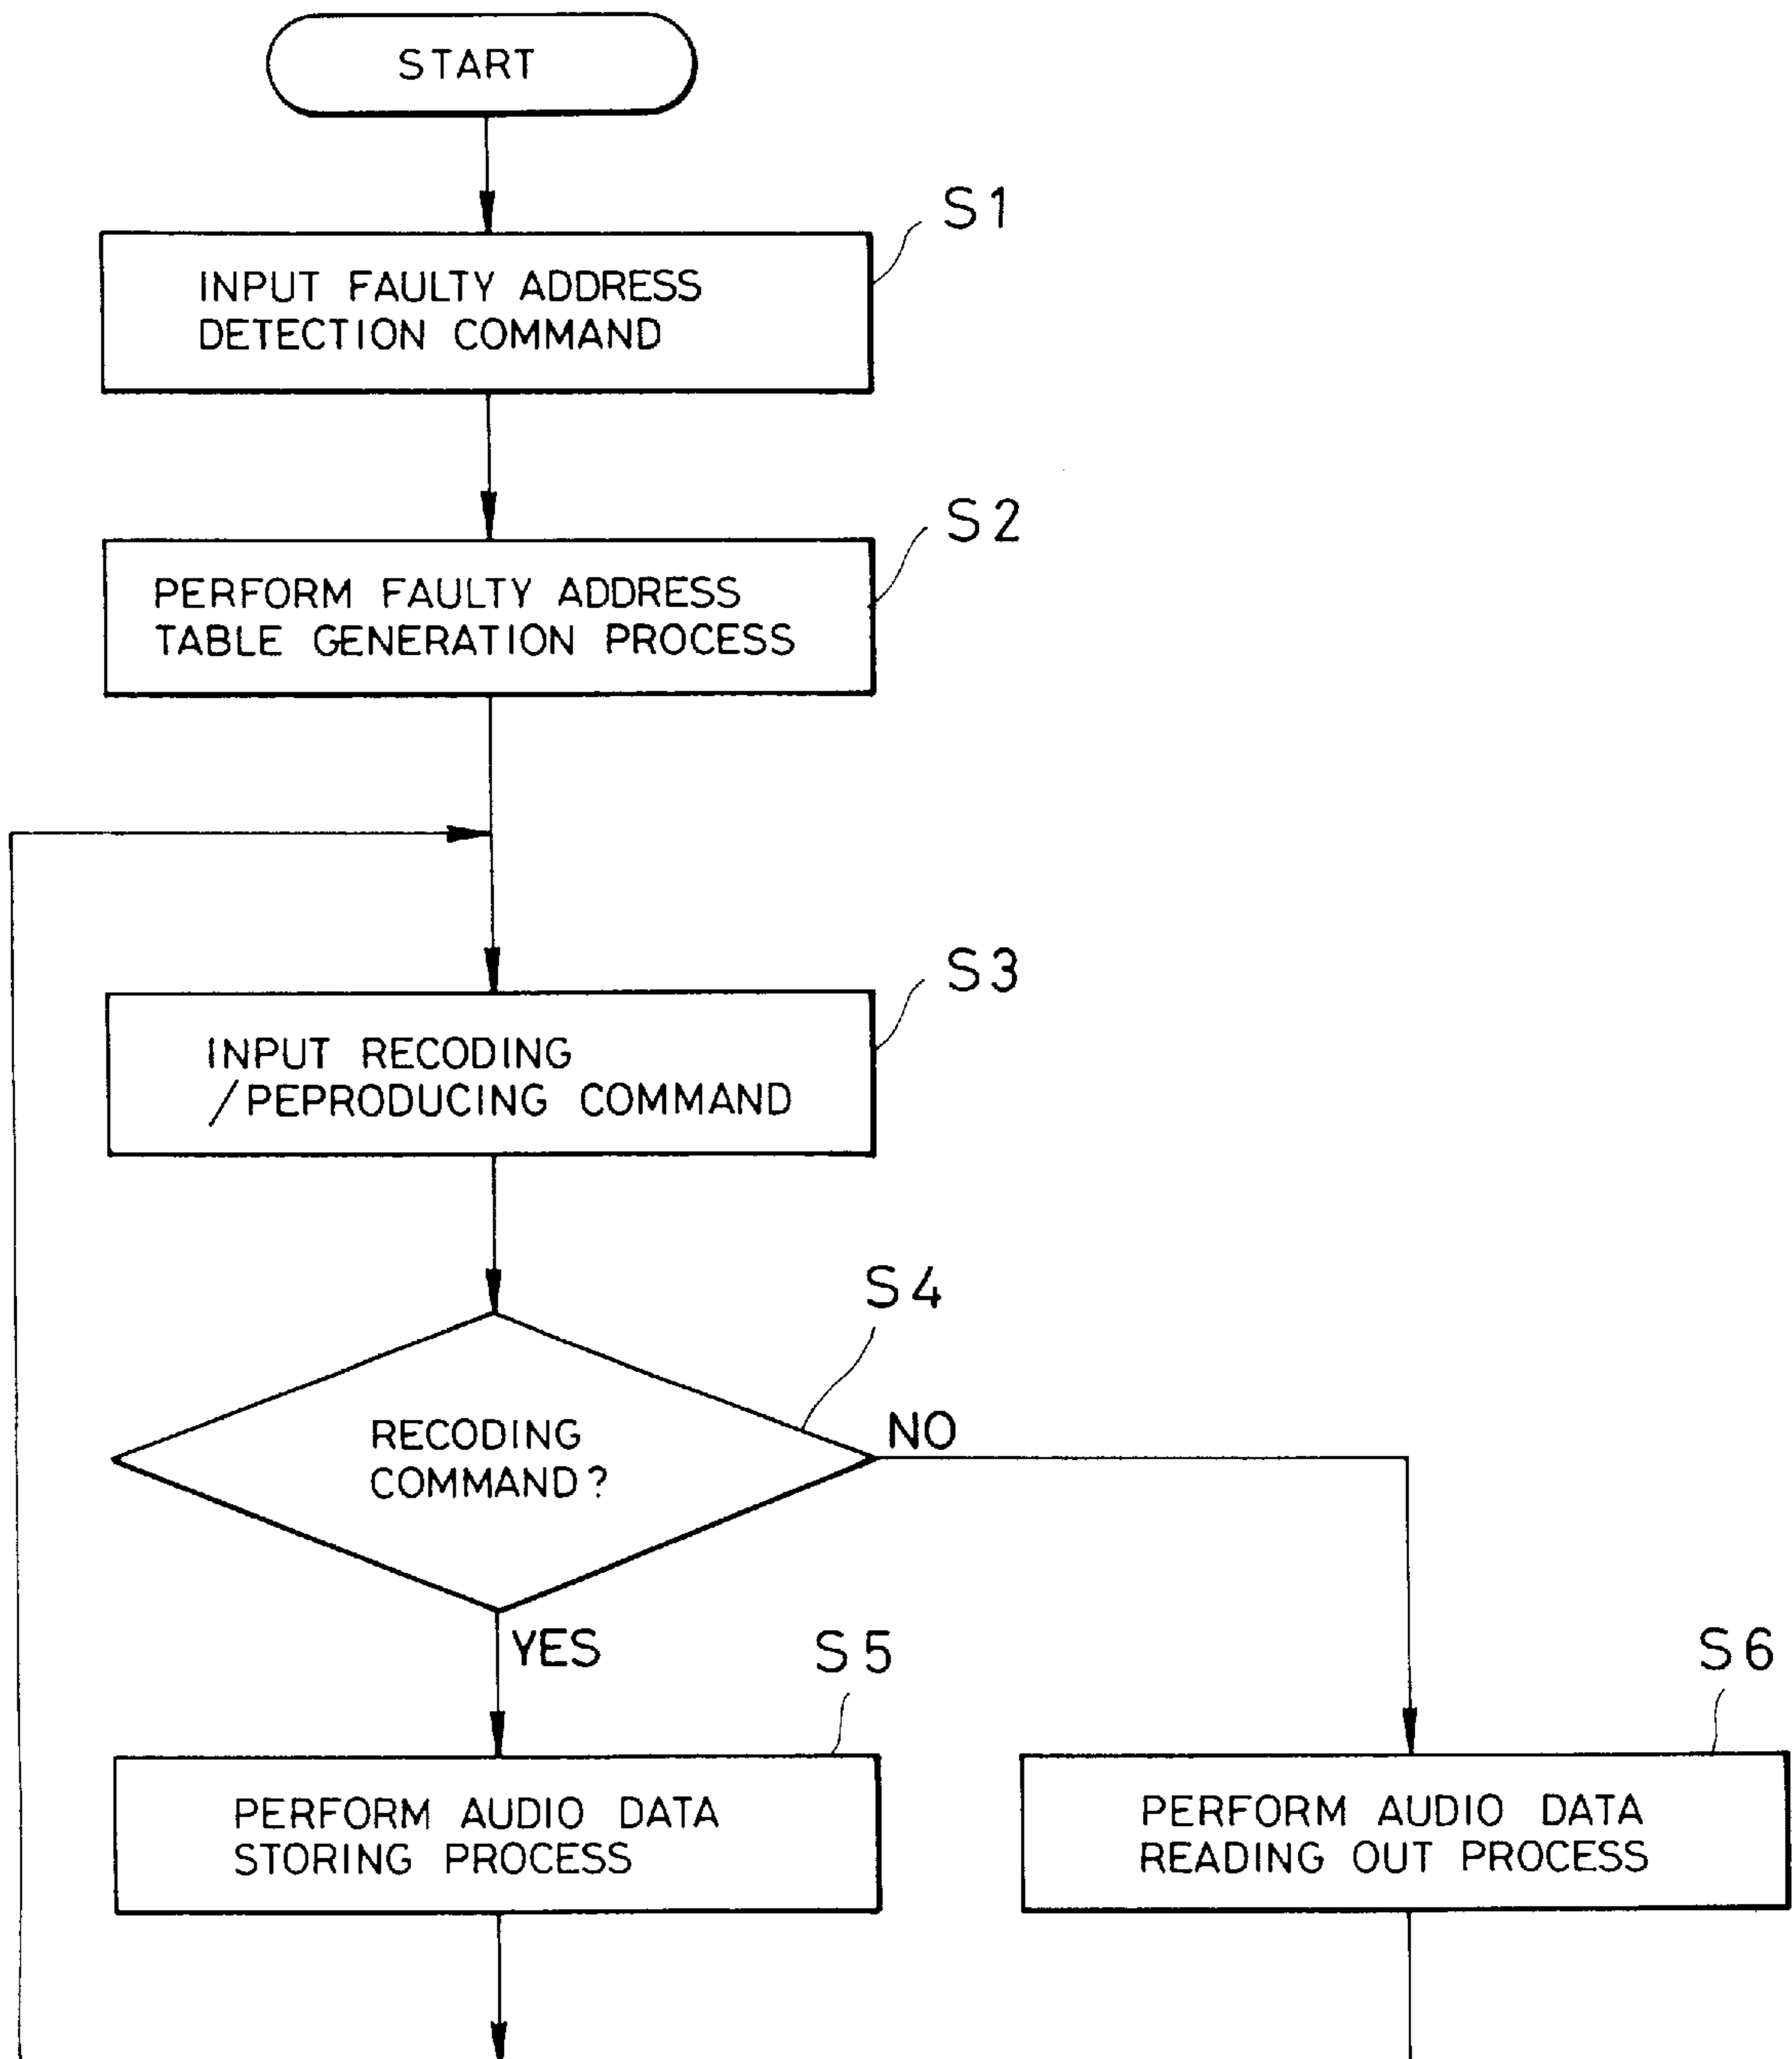 START
S1
INPUT FAULTY ADDRESS
DETECTION COMMAND
S2
PERFORM FAULTY ADDRESS
TABLE GENERATION PROCESS
S3
INPUT RECODING
/PEPRODUCING COMMAND
S4
RECODING
COMMAND?
NO
YES
S5
S6
PERFORM AUDIO DATA
STORING PROCESS
PERFORM AUDIO DATA
READING OUT PROCESS